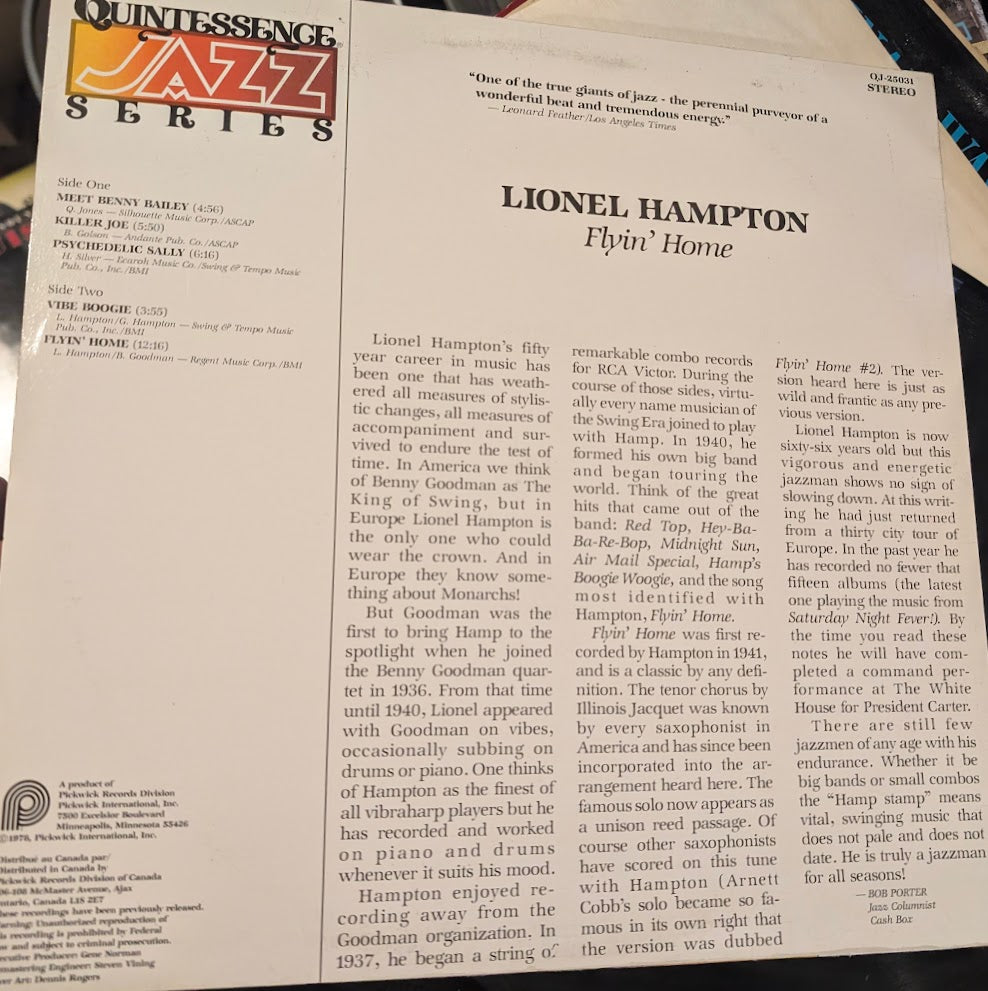 QUINTESSENCE
JAZZ
SERIES
Side One
MEET BENNY BAILEY (4:56)
Q. Jones — Silhouette Music Corp./ASCAP
KILLER JOE (5:50)
B. Golson — Andante Pub. Co./ASCAP
PSYCHEDELIC SALLY (6:16)
H. Silver — Ecaroh Music Co./Swing & Tempo Music
Pub. Co., Inc./BMI
Side Two
VIBE BOOGIE (3:55)
L. Hampton/G. Hampton — Swing & Tempo Music
Pub. Co., Inc./BMI
FLYIN' HOME (12:16)
L. Hampton/B. Goodman — Regent Music Corp./BMI
A product of
Pickwick Records Division
Pickwick International, Inc.
7500 Excelsior Boulevard
Minneapolis, Minnesota 55426
©1978, Pickwick International, Inc.
Distribué au Canada par/
Distributed in Canada by
Pickwick Records Division of Canada
McMaster Avenue, Ajax
Ontario, Canada L1S 2E7
These recordings have been previously released.
Warning: Unauthorized reproduction of
this recording is prohibited by Federal
law and subject to criminal prosecution.
Executive Producer: Gene Norman
Remastering Engineer: Steven Vining
Cover Art: Dennis Rogers
QJ-25031
STEREO
"One of the true giants of jazz - the perennial purveyor of a
wonderful beat and tremendous energy."
— Leonard Feather/Los Angeles Times
LIONEL HAMPTON
Flyin' Home
Lionel Hampton's fifty
year career in music has
been one that has weath-
ered all measures of stylis-
tic changes, all measures of
accompaniment and sur-
vived to endure the test of
time. In America we think
of Benny Goodman as The
King of Swing, but in
Europe Lionel Hampton is
the only one who could
wear the crown. And in
Europe they know some-
thing about Monarchs!
But Goodman was the
first to bring Hamp to the
spotlight when he joined
the Benny Goodman quar-
tet in 1936. From that time
until 1940, Lionel appeared
with Goodman on vibes,
occasionally subbing on
drums or piano. One thinks
of Hampton as the finest of
all vibraharp players but he
has recorded and worked
on piano and drums
whenever it suits his mood.
Hampton enjoyed re-
cording away from the
Goodman organization. In
1937, he began a string of
remarkable combo records
for RCA Victor. During the
course of those sides, virtu-
ally every name musician of
the Swing Era joined to play
with Hamp. In 1940, he
formed his own big band
and began touring the
world. Think of the great
hits that came out of the
band: Red Top, Hey-Ba-
Ba-Re-Bop, Midnight Sun,
Air Mail Special, Hamp's
Boogie Woogie, and the song
most identified with
Hampton, Flyin' Home.
Flyin' Home was first re-
corded by Hampton in 1941,
and is a classic by any defi-
nition. The tenor chorus by
Illinois Jacquet was known
by every saxophonist in
America and has since been
incorporated into the ar-
rangement heard here. The
famous solo now appears as
a unison reed passage. Of
course other saxophonists
have scored on this tune
with Hampton (Arnett
Cobb's solo became so fa-
mous in its own right that
the version was dubbed
Flyin' Home #2). The ver-
sion heard here is just as
wild and frantic as any pre-
vious version.
Lionel Hampton is now
sixty-six years old but this
vigorous and energetic
jazzman shows no sign of
slowing down. At this writ-
ing he had just returned
from a thirty city tour of
Europe. In the past year he
has recorded no fewer that
fifteen albums (the latest
one playing the music from
Saturday Night Fever!). By
the time you read these
notes he will have com-
pleted a command per-
formance at The White
House for President Carter.
There are still few
jazzmen of any age with his
endurance. Whether it be
big bands or small combos
the "Hamp stamp" means
vital, swinging music that
does not pale and does not
date. He is truly a jazzman
for all seasons!
— BOB PORTER
Jazz Columnist
Cash Box